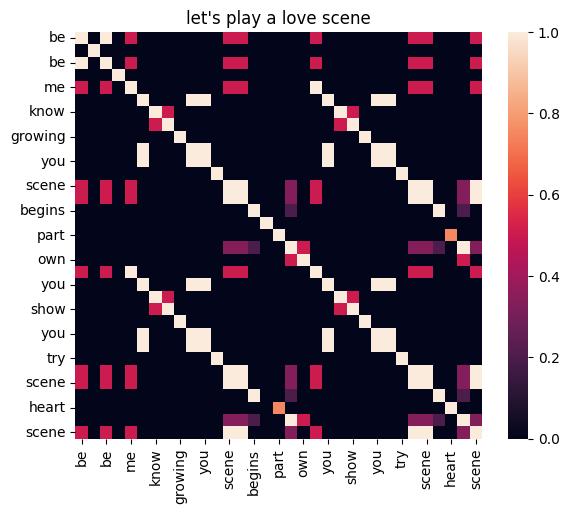 let's play a love scene
be
be
me
know
growing
you
scene
begins
part
own
you
show
you
try
scene
heart
scene
1.0
0.8
0.6
0.4
0.2
0.0
be be me know growing you scene begins part own you show you try scene heart scene